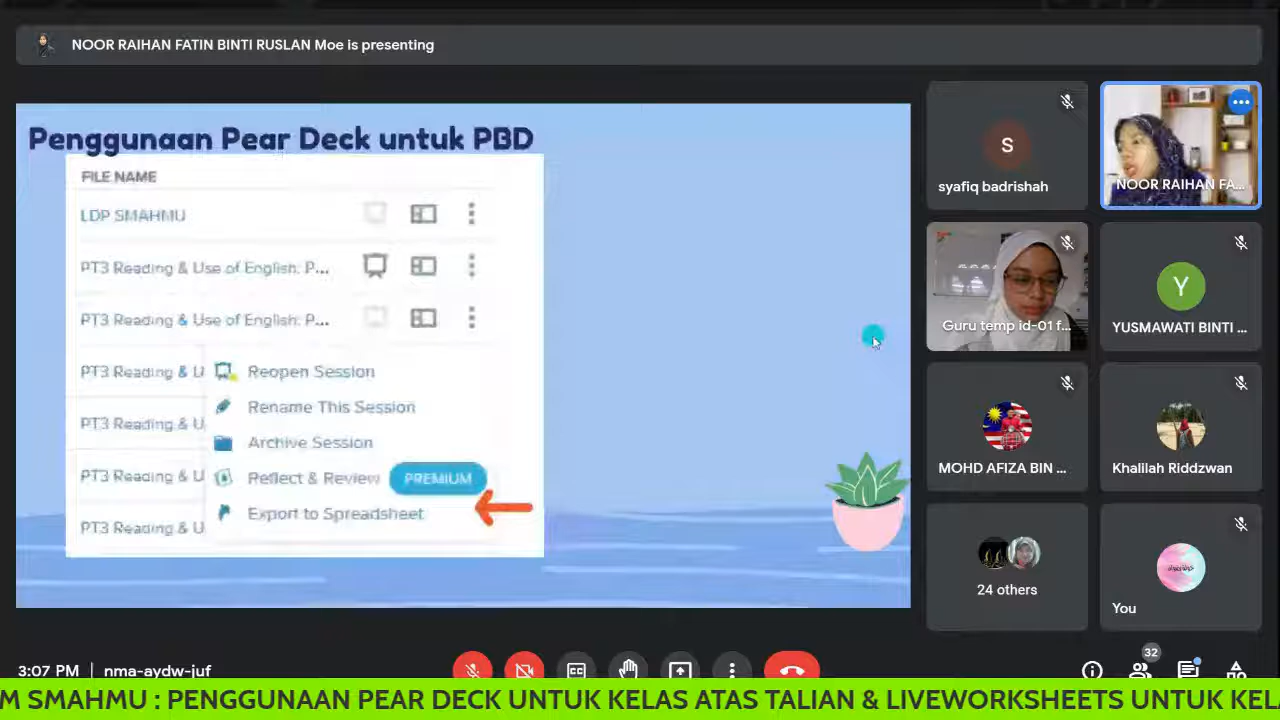 NOOR RAIHAN FATIN BINTI RUSLAN Moe is presenting
Penggunaan Pear Deck untuk PBD
FILE NAME
LDP SMAHMU
PT3 Reading & Use of English: P...
PT3 Reading & Use of English: P...
PT3 Reading & U
Reopen Session
Rename This Session
PT3 Reading & U
Archive Session
PT3 Reading & U
Reflect & Review PREMIUM
Export to Spreadsheet
PT3 Reading & U
S
syafiq badrishah
NOOR RAIHAN FA...
Guru temp id-01 f...
Y
YUSMAWATI BINTI ...
MOHD AFIZA BIN ...
Khalilah Riddzwan
24 others
You
3:07 PM | nma-aydw-juf
CC
32
M SMAHMU : PENGGUNAAN PEAR DECK UNTUK KELAS ATAS TALIAN & LIVEWORKSHEETS UNTUK KEL